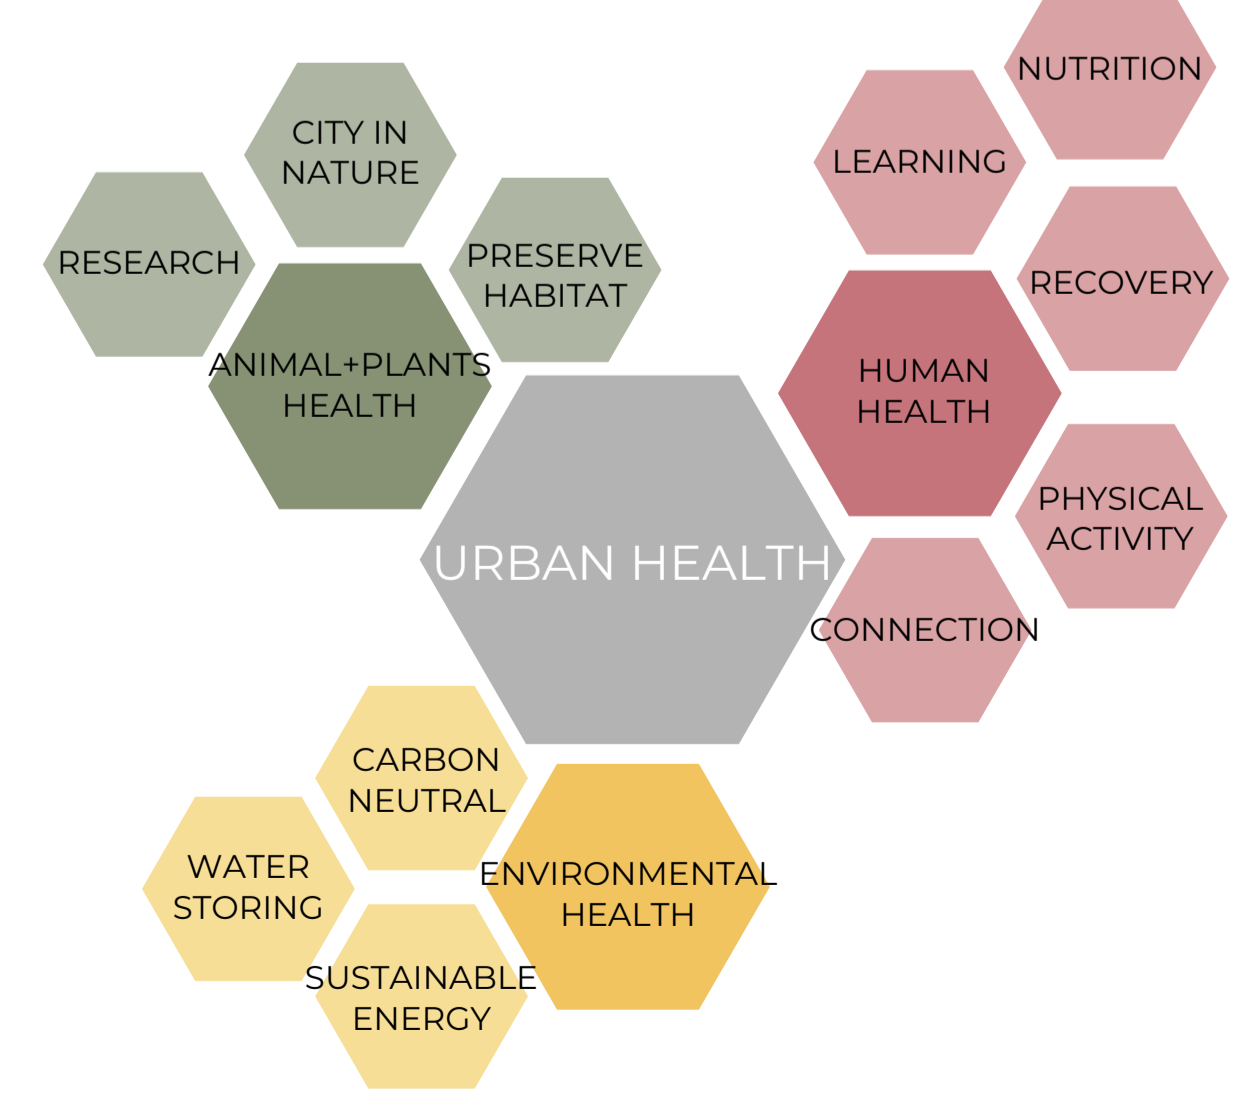 NUTRITION
LEARNING
RECOVERY
HUMAN
HEALTH
PHYSICAL
ACTIVITY
CONNECTION
CITY IN
NATURE
RESEARCH
PRESERVE
HABITAT
ANIMAL+PLANTS
HEALTH
URBAN HEALTH
CARBON
NEUTRAL
WATER
STORING
SUSTAINABLE
ENERGY
ENVIRONMENTAL
HEALTH